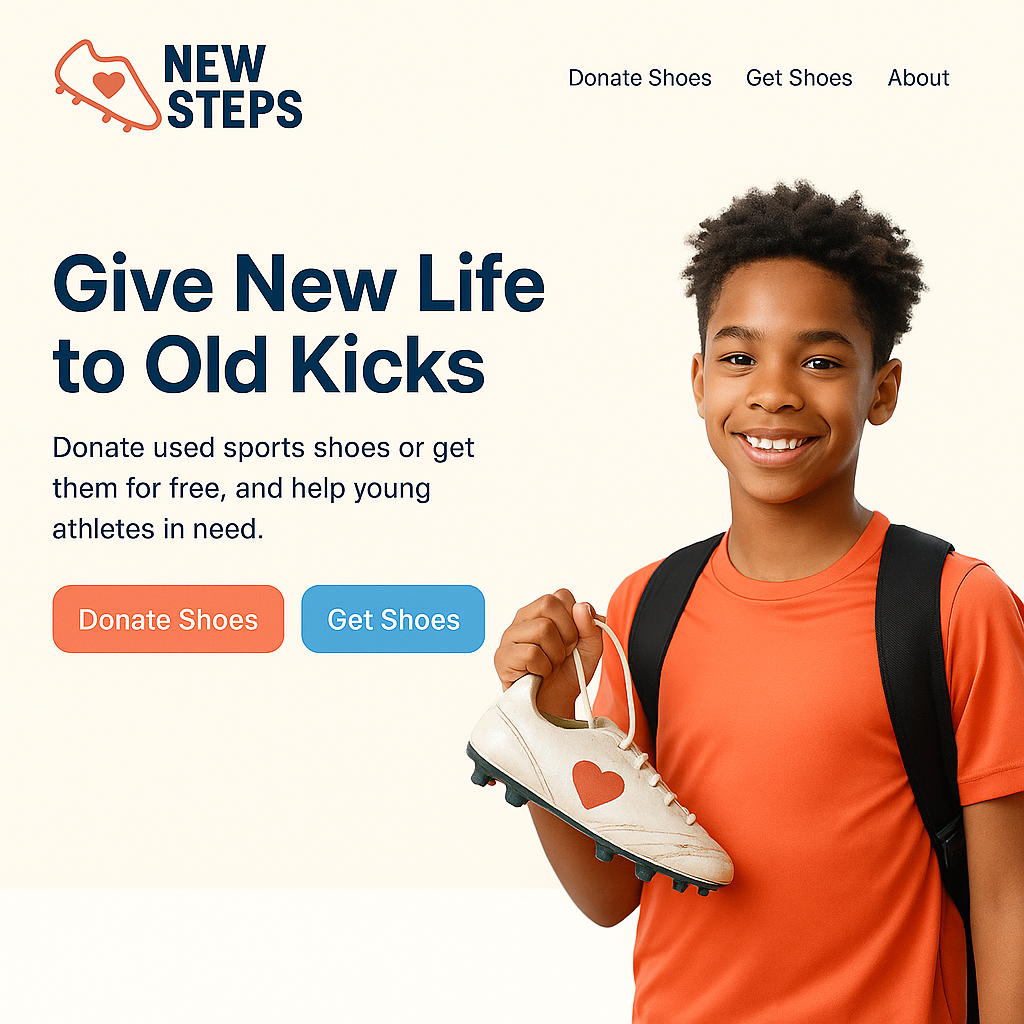 NEW
STEPS
Donate Shoes Get Shoes About
Give New Life
to Old Kicks
Donate used sports shoes or get
them for free, and help young
athletes in need.
Donate Shoes Get Shoes